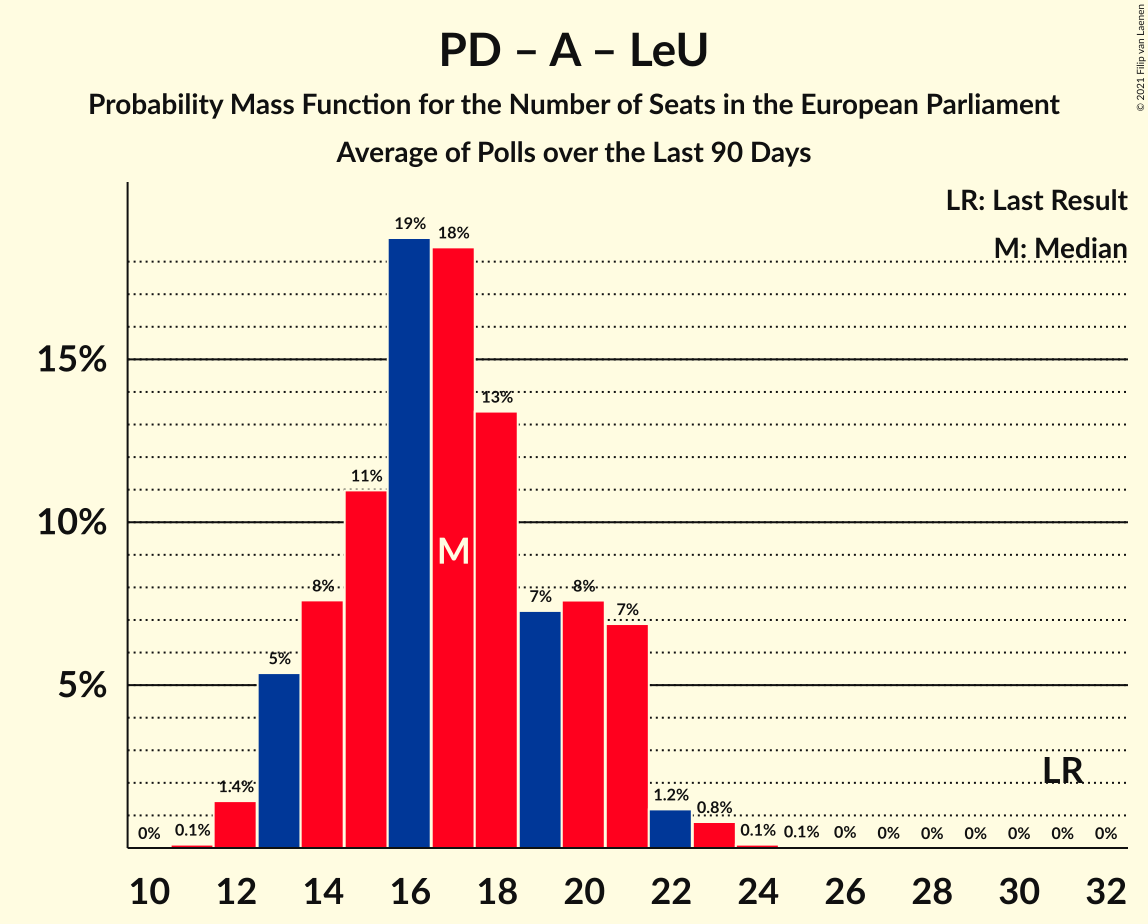 PD – A – LeU
Probability Mass Function for the Number of Seats in the European Parliament
Average of Polls over the Last 90 Days
© 2021 Filip van Laenen
LR: Last Result
M: Median
15%
10%
5%
0%
0.1%
1.4%
5%
8%
11%
19%
18%
13%
7%
8%
7%
1.2%
0.8%
0.1%
0.1%
0%
0%
0%
0%
0%
0%
0%
M
LR
10 12 14 16 18 20 22 24 26 28 30 32